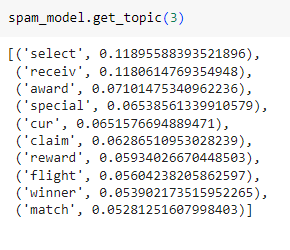 spam_model.get_topic(3)
[('select', 0.11895588393521896),
('receiv', 0.1180614769354948),
('award', 0.07101475340962236),
('special', 0.06538561339910579),
('cur', 0.0651576694889471),
('claim', 0.06286510953028239),
('reward', 0.05934026670448503),
('flight', 0.05604238205862597),
('winner', 0.053902173515952265),
('match', 0.05281251607998403)]